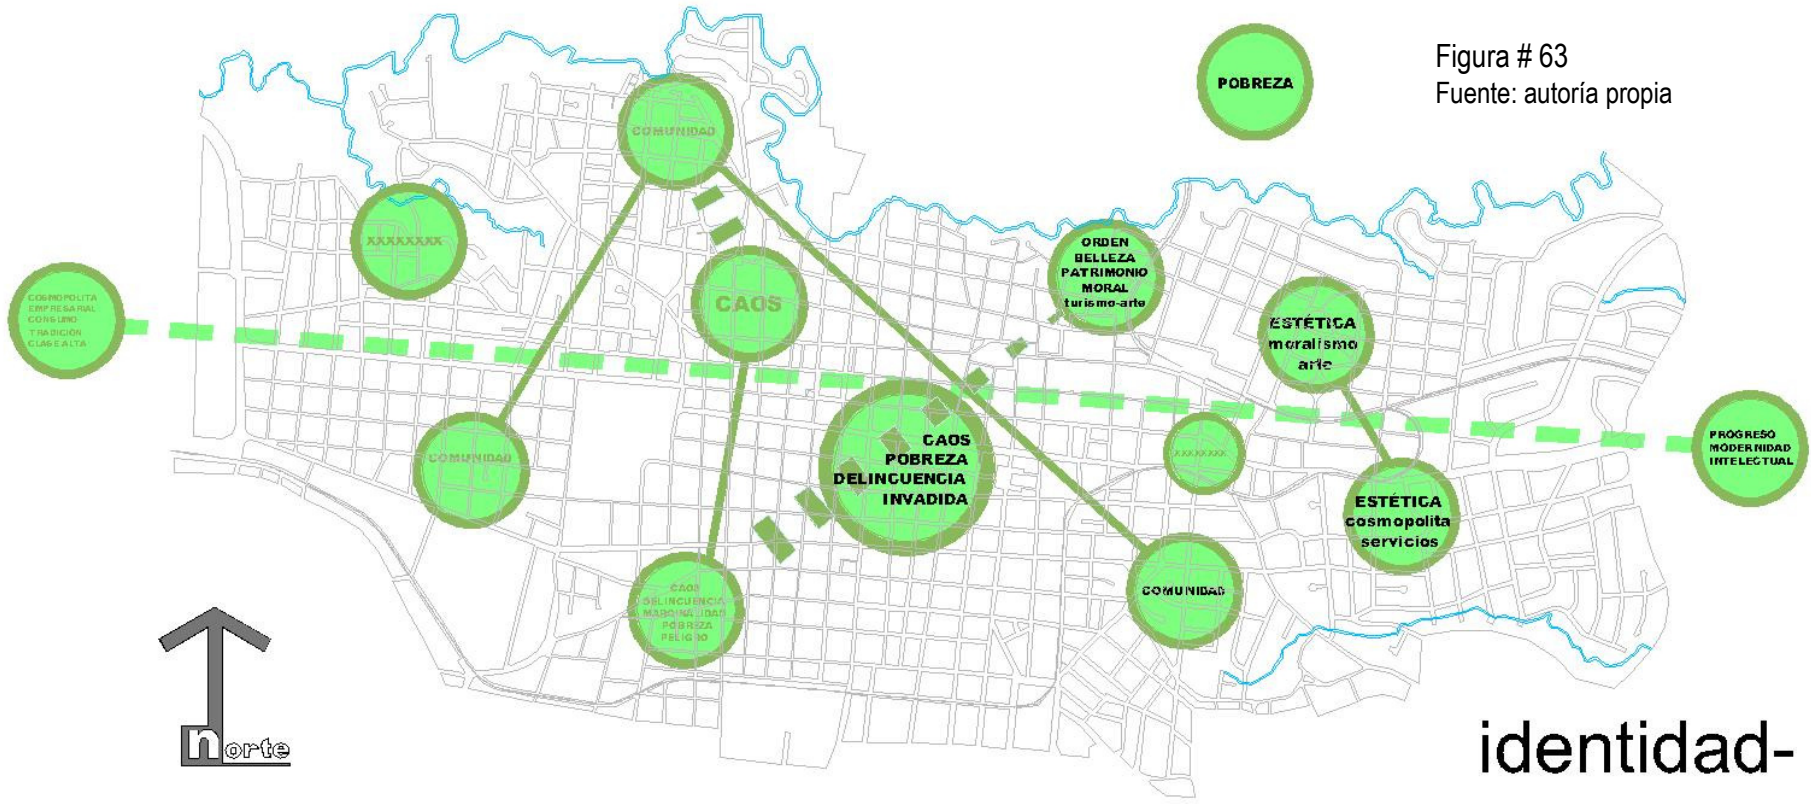 Figura # 63
Fuente: autoría propia
POBREZA
COMUNIDAD
XXXXXXXX
COSMOPOLITA
EMPRESARIAL
CONSUMO
TRADICIÓN
CLASE ALTA
CAOS
ORDEN
BELLEZA
PATRIMONIO
MORAL
turismo-arte
ESTÉTICA
moralismo
arte
COMUNIDAD
CAOS
POBREZA
DELINCUENCIA
INVADIDA
XXXXXXXX
PROGRESO
MODERNIDAD
INTELECTUAL
ESTÉTICA
cosmopolita
servicios
CAOS
DELINCUENCIA
MARGINALIDAD
POBREZA
PELIGRO
COMUNIDAD
norte
identidad-